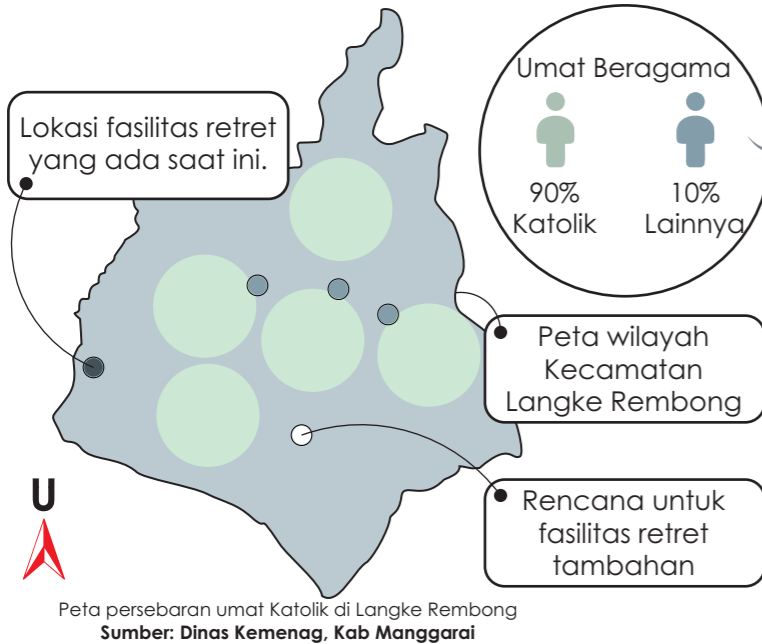 Umat Beragama
90%
Katolik
10%
Lainnya
Lokasi fasilitas retret
yang ada saat ini.
Peta wilayah
Kecamatan
Langke Rembong
Rencana untuk
fasilitas retret
tambahan
U
Peta persebaran umat Katolik di Langke Rembong
Sumber: Dinas Kemenag, Kab Manggarai